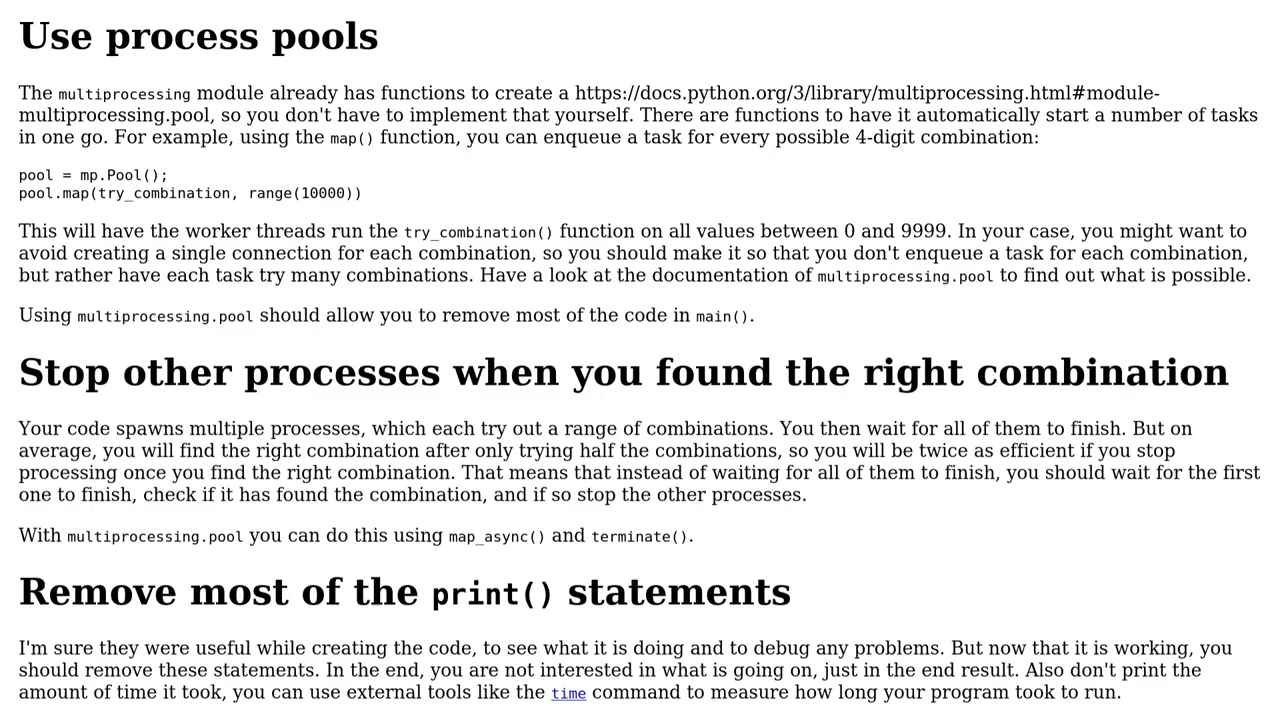 Use process pools
The multiprocessing module already has functions to create a https://docs.python.org/3/library/multiprocessing.html#module-
multiprocessing.pool, so you don't have to implement that yourself. There are functions to have it automatically start a number of tasks
in one go. For example, using the map() function, you can enqueue a task for every possible 4-digit combination:
pool = mp.Pool();
pool.map(try_combination, range(10000))
This will have the worker threads run the try_combination() function on all values between 0 and 9999. In your case, you might want to
avoid creating a single connection for each combination, so you should make it so that you don't enqueue a task for each combination,
but rather have each task try many combinations. Have a look at the documentation of multiprocessing.pool to find out what is possible.
Using multiprocessing.pool should allow you to remove most of the code in main().
Stop other processes when you found the right combination
Your code spawns multiple processes, which each try out a range of combinations. You then wait for all of them to finish. But on
average, you will find the right combination after only trying half the combinations, so you will be twice as efficient if you stop
processing once you find the right combination. That means that instead of waiting for all of them to finish, you should wait for the first
one to finish, check if it has found the combination, and if so stop the other processes.
With multiprocessing.pool you can do this using map_async() and terminate().
Remove most of the print() statements
I'm sure they were useful while creating the code, to see what it is doing and to debug any problems. But now that it is working, you
should remove these statements. In the end, you are not interested in what is going on, just in the end result. Also don't print the
amount of time it took, you can use external tools like the time command to measure how long your program took to run.